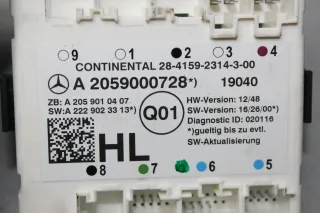 9 1 2 3 4
CONTINENTAL 28-4159-2314-3-00
A 2059000728*) 19040
ZB: A 205 901 04 07
SW:A 222 902 33 13*)
Q01
HW-Version: 12/48
SW-Version: 16/26/00*)
Diagnostic ID: 020116
*)gueltig bis zu evtl.
SW-Aktualisierung
HL
8 7 6 5